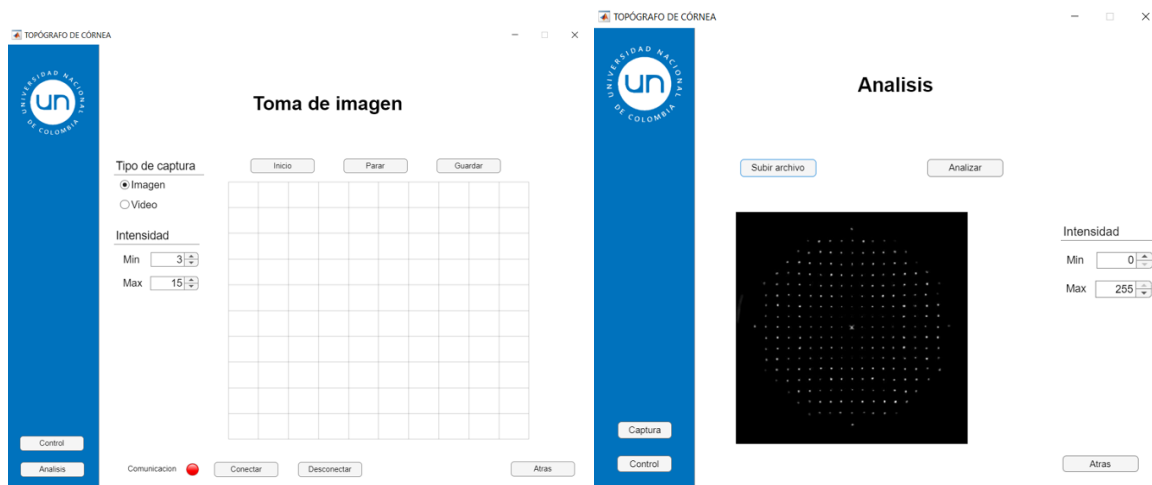 TOPÓGRAFO DE CÓRNEA
UNIVERSIDAD NACIONAL
un
DE COLOMBIA
Toma de imagen
Tipo de captura
Imagen
Video
Inicio
Parar
Guardar
Intensidad
Min 3
Max 15
Control
Analisis
Comunicacion
Conectar
Desconectar
Atras
TOPÓGRAFO DE CÓRNEA
UNIVERSIDAD NACIONAL
un
DE COLOMBIA
Analisis
Subir archivo
Analizar
Intensidad
Min 0
Max 255
Captura
Control
Atras